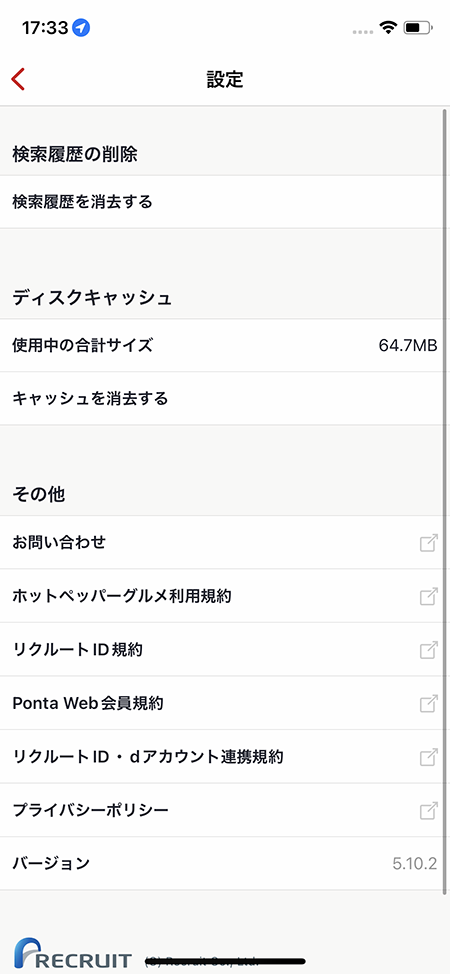 17:33
設定
検索履歴の削除
検索履歴を消去する
ディスクキャッシュ
使用中の合計サイズ 64.7MB
キャッシュを消去する
その他
お問い合わせ
ホットペッパーグルメ利用規約
リクルートID規約
Ponta Web会員規約
リクルートID・dアカウント連携規約
プライバシーポリシー
バージョン 5.10.2
RECRUIT (C) Recruit Co., Ltd.